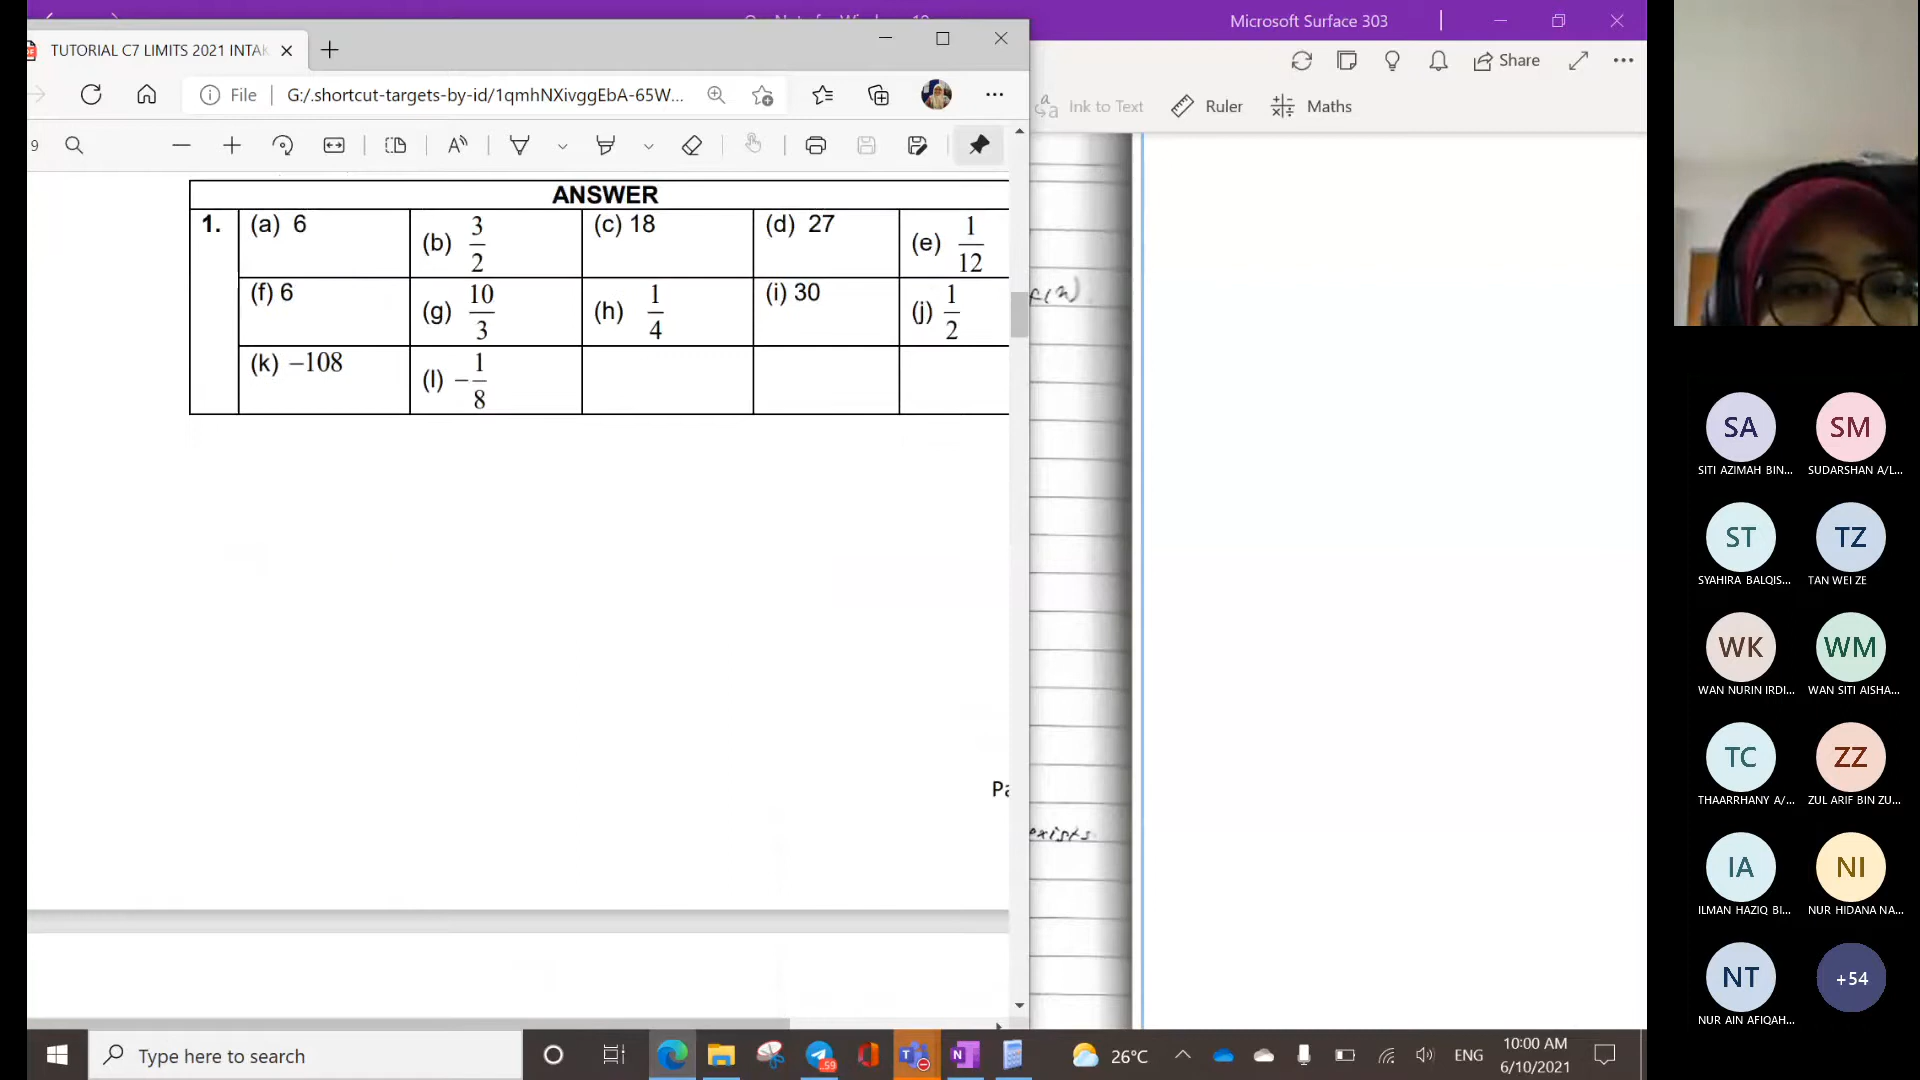 Microsoft Surface 303
TUTORIAL C7 LIMITS 2021 INTAK
File
G:/.shortcut-targets-by-id/1qmhNXivggEbA-65W...
Share
Ink to Text
Ruler
Maths
9
ANSWER
1. (a) 6 (b) 3/2 (c) 18 (d) 27 (e) 1/12
(f) 6 (g) 10/3 (h) 1/4 (i) 30 (j) 1/2
(k) −108 (l) −1/8
Pa
exists
SA SM
SITI AZIMAH BIN... SUDARSHAN A/L...
ST TZ
SYAHIRA BALQIS... TAN WEI ZE
WK WM
WAN NURIN IRDI... WAN SITI AISHA...
TC ZZ
THAARRHANY A/... ZUL ARIF BIN ZU...
IA NI
ILMAN HAZIQ BI... NUR HIDANA NA...
NT +54
NUR AIN AFIQAH...
Type here to search
59
26°C
ENG
10:00 AM
6/10/2021